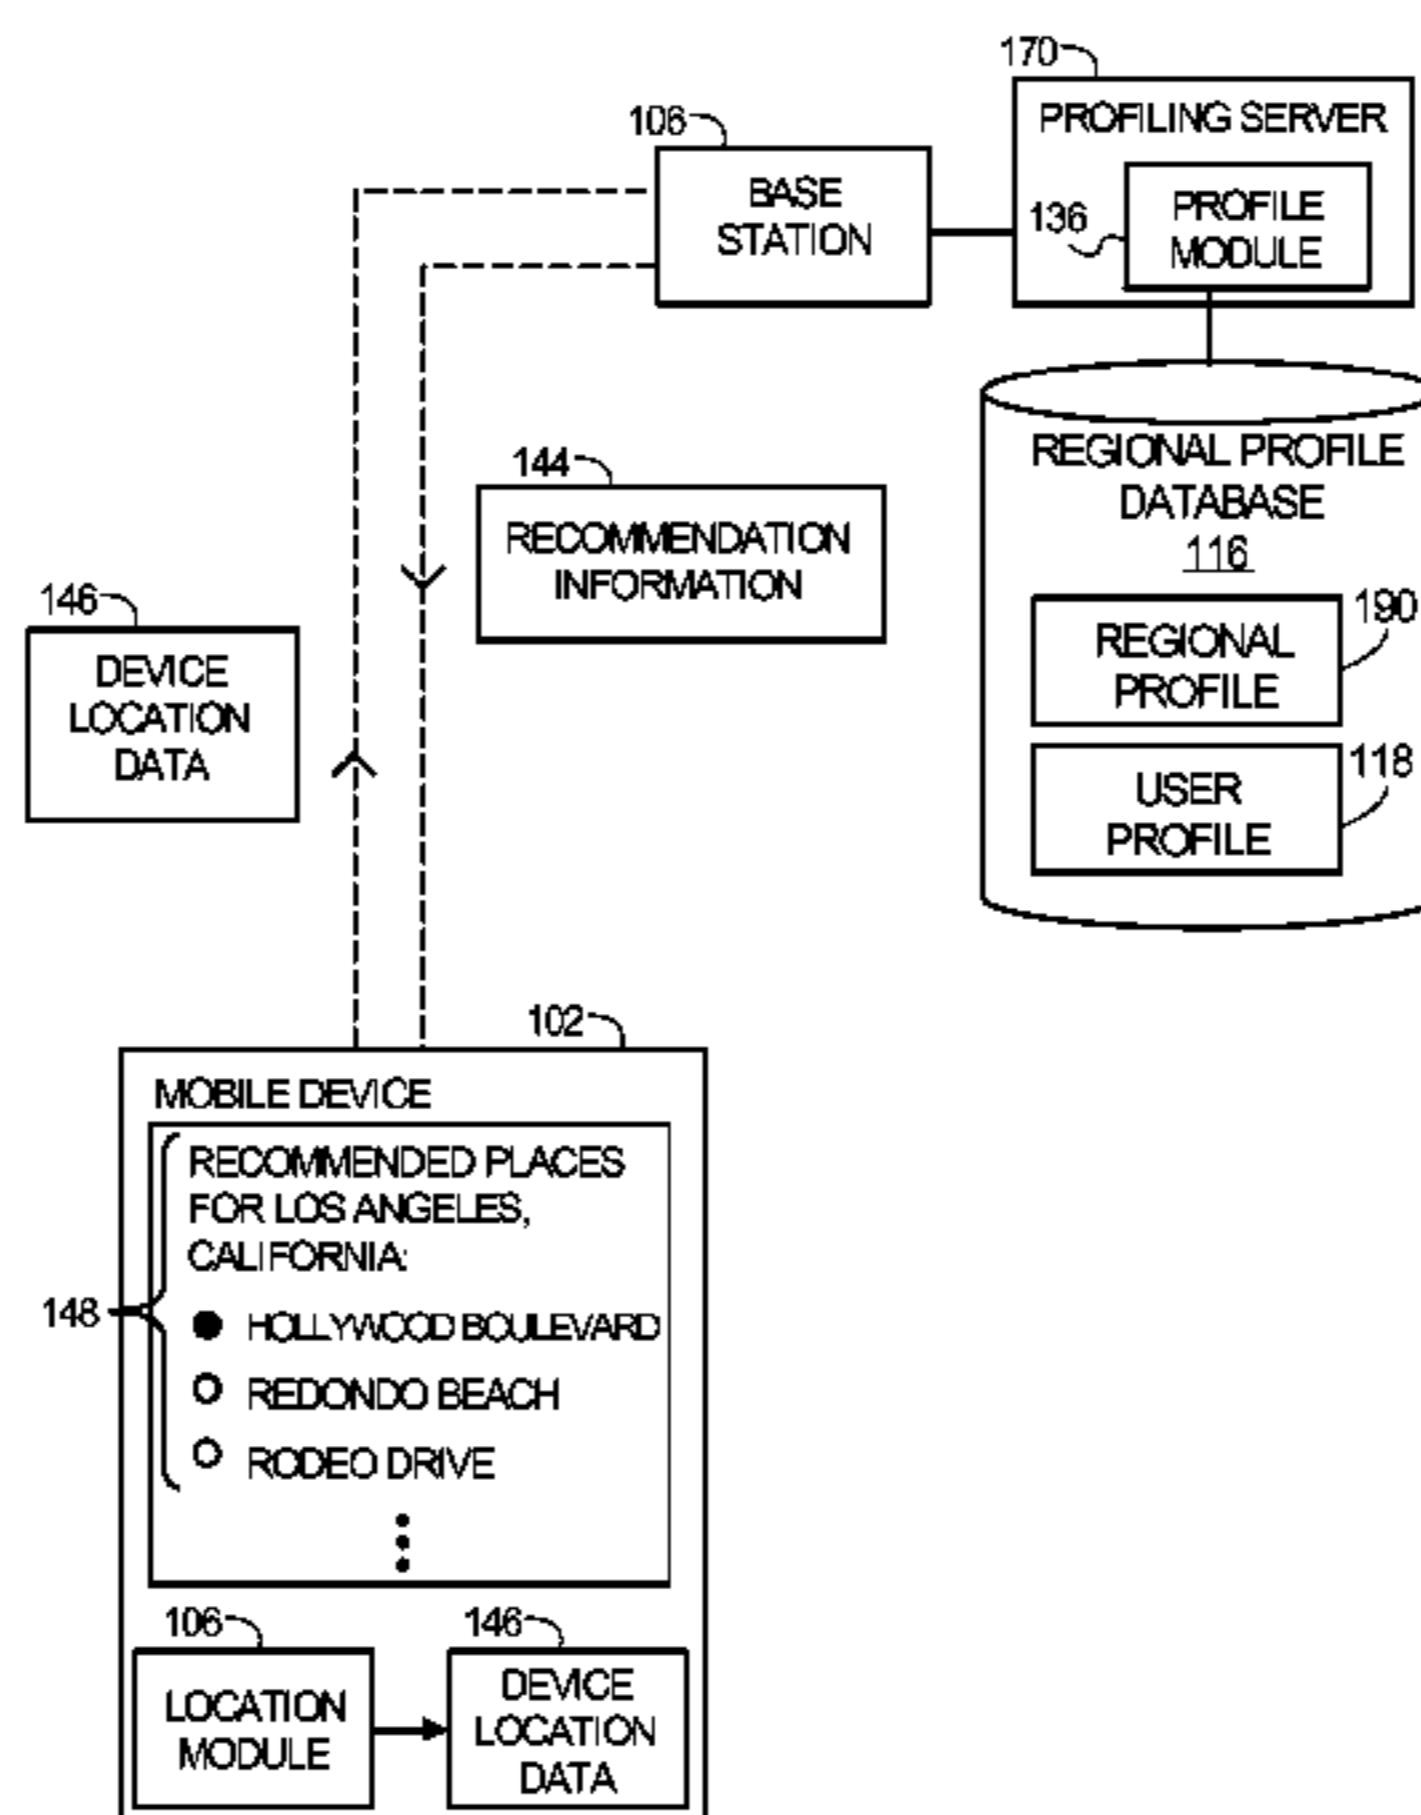 170
PROFILING SERVER
106
BASE
STATION
136
PROFILE
MODULE
REGIONAL PROFILE
DATABASE
116
144
RECOMMENDATION
INFORMATION
146
DEVICE
LOCATION
DATA
190
REGIONAL
PROFILE
118
USER
PROFILE
102
MOBILE DEVICE
RECOMMENDED PLACES
FOR LOS ANGELES,
CALIFORNIA:
148
HOLLYWOOD BOULEVARD
REDONDO BEACH
RODEO DRIVE
106
LOCATION
MODULE
146
DEVICE
LOCATION
DATA